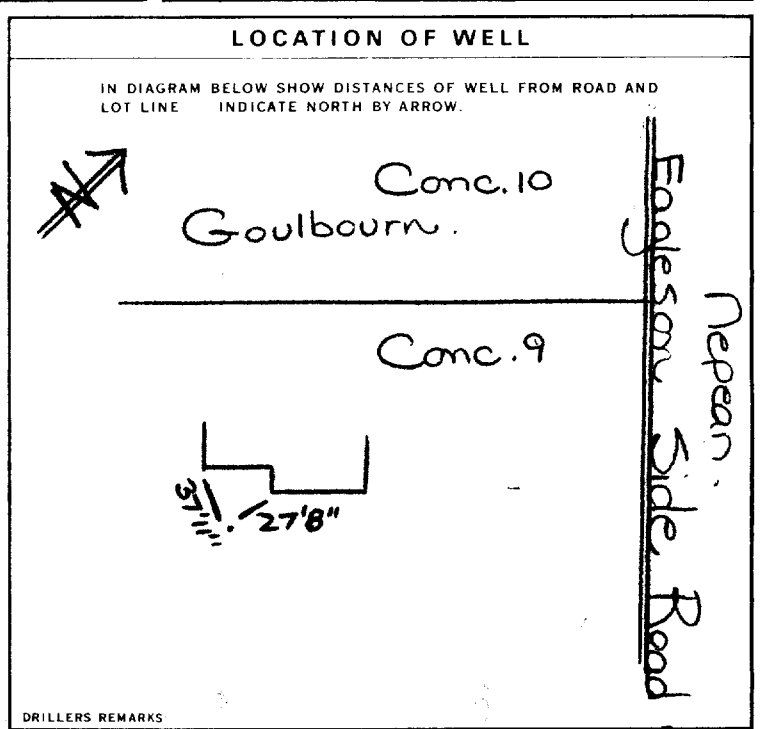 LOCATION OF WELL
IN DIAGRAM BELOW SHOW DISTANCES OF WELL FROM ROAD AND
LOT LINE INDICATE NORTH BY ARROW.
N
Conc. 10
Goulbourn.
Eagleson Side Road
Nepean.
Conc. 9
27'8"
DRILLERS REMARKS